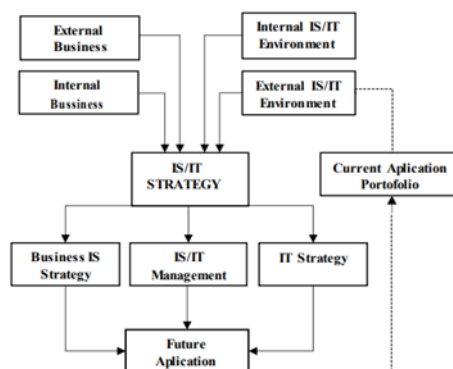 External
Business
Internal IS/IT
Environment
Internal
Bussiness
External IS/IT
Environment
IS/IT
STRATEGY
Current Aplication
Portofolio
Business IS
Strategy
IS/IT
Management
IT Strategy
Future
Aplication